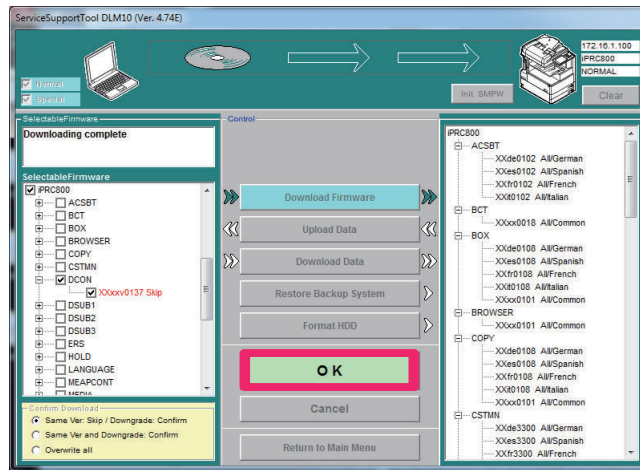 ServiceSupportTool DLM10 (Ver. 4.74E)
172.16.1.100
iPRC800
NORMAL
Normal
Special
Init. SMPW
Clear
SelectableFirmware
Downloading complete
SelectableFirmware
iPRC800
ACSBT
BCT
BOX
BROWSER
COPY
CSTMN
DCON
XXxxv0137 Skip
DSUB1
DSUB2
DSUB3
ERS
HOLD
LANGUAGE
MEAPCONT
MEDIA
Confirm Download
Same Ver: Skip / Downgrade: Confirm
Same Ver and Downgrade: Confirm
Overwrite all
Control
Download Firmware
Upload Data
Download Data
Restore Backup System
Format HDD
OK
Cancel
Return to Main Menu
iPRC800
ACSBT
XXde0102 All/German
XXes0102 All/Spanish
XXfr0102 All/French
XXit0102 All/Italian
BCT
XXxx0018 All/Common
BOX
XXde0108 All/German
XXes0108 All/Spanish
XXfr0108 All/French
XXit0108 All/Italian
XXxx0101 All/Common
BROWSER
XXxx0101 All/Common
COPY
XXde0108 All/German
XXes0108 All/Spanish
XXfr0108 All/French
XXit0108 All/Italian
XXxx0101 All/Common
CSTMN
XXde3300 All/German
XXes3300 All/Spanish
XXfr3300 All/French